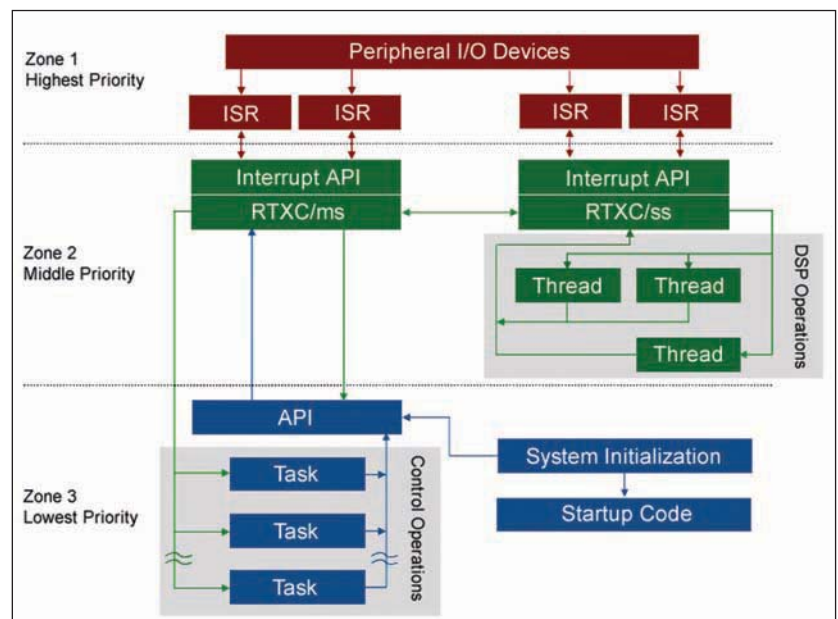 Zone 1
Highest Priority
Peripheral I/O Devices
ISR
ISR
ISR
ISR
Zone 2
Middle Priority
Interrupt API
RTXC/ms
Interrupt API
RTXC/ss
Thread
Thread
Thread
DSP Operations
Zone 3
Lowest Priority
API
Task
Task
Task
Control Operations
System Initialization
Startup Code